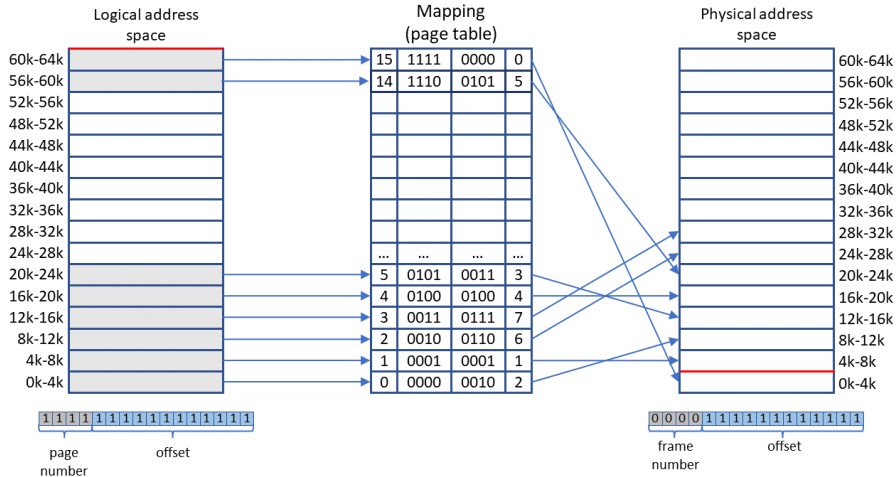 Logical address
space
Mapping
(page table)
Physical address
space
60k-64k 15 1111 0000 0 60k-64k
56k-60k 14 1110 0101 5 56k-60k
52k-56k 52k-56k
48k-52k 48k-52k
44k-48k 44k-48k
40k-44k 40k-44k
36k-40k 36k-40k
32k-36k 32k-36k
28k-32k 28k-32k
24k-28k ... ... ... ... 24k-28k
20k-24k 5 0101 0011 3 20k-24k
16k-20k 4 0100 0100 4 16k-20k
12k-16k 3 0011 0111 7 12k-16k
8k-12k 2 0010 0110 6 8k-12k
4k-8k 1 0001 0001 1 4k-8k
0k-4k 0 0000 0010 2 0k-4k
1 1 1 1 1 1 1 1 1 1 1 1 1 1 1 1
0 0 0 0 1 1 1 1 1 1 1 1 1 1 1 1
page
number
offset
frame
number
offset